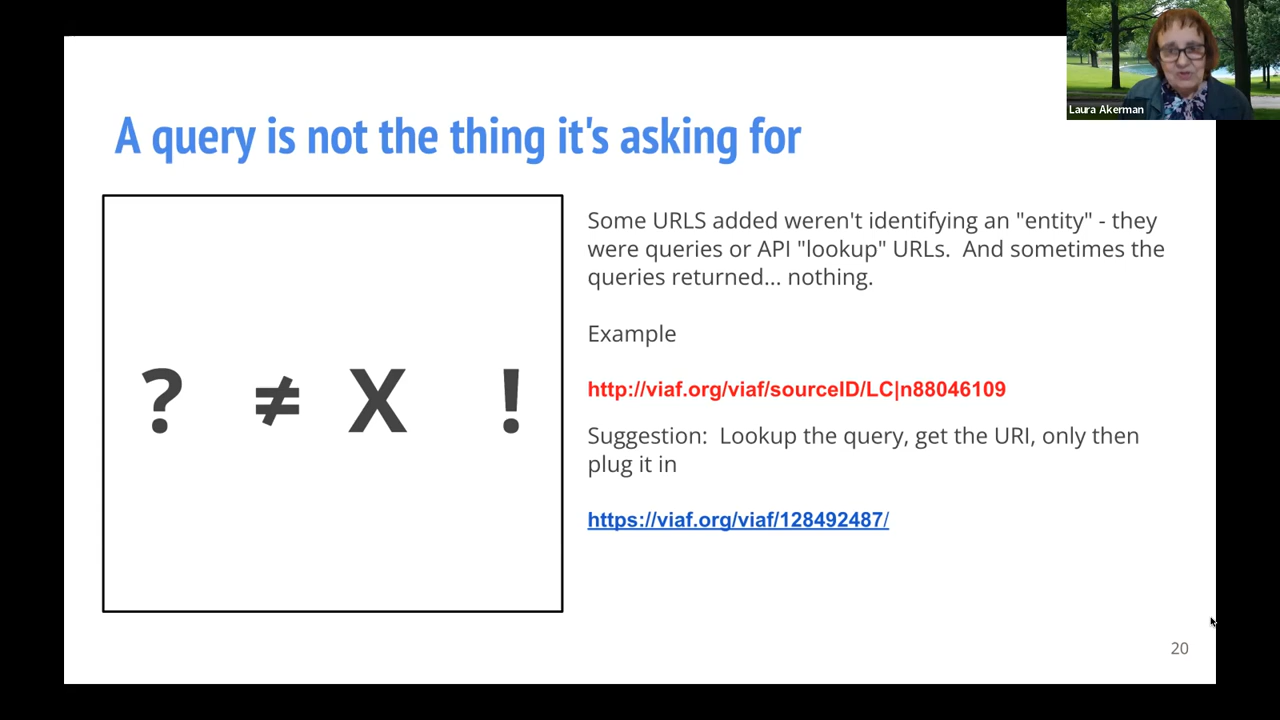 Laura Akerman
A query is not the thing it's asking for
? ≠ X !
Some URLS added weren't identifying an "entity" - they
were queries or API "lookup" URLs.  And sometimes the
queries returned... nothing.
Example
http://viaf.org/viaf/sourceID/LC|n88046109
Suggestion:  Lookup the query, get the URI, only then
plug it in
https://viaf.org/viaf/128492487/
20